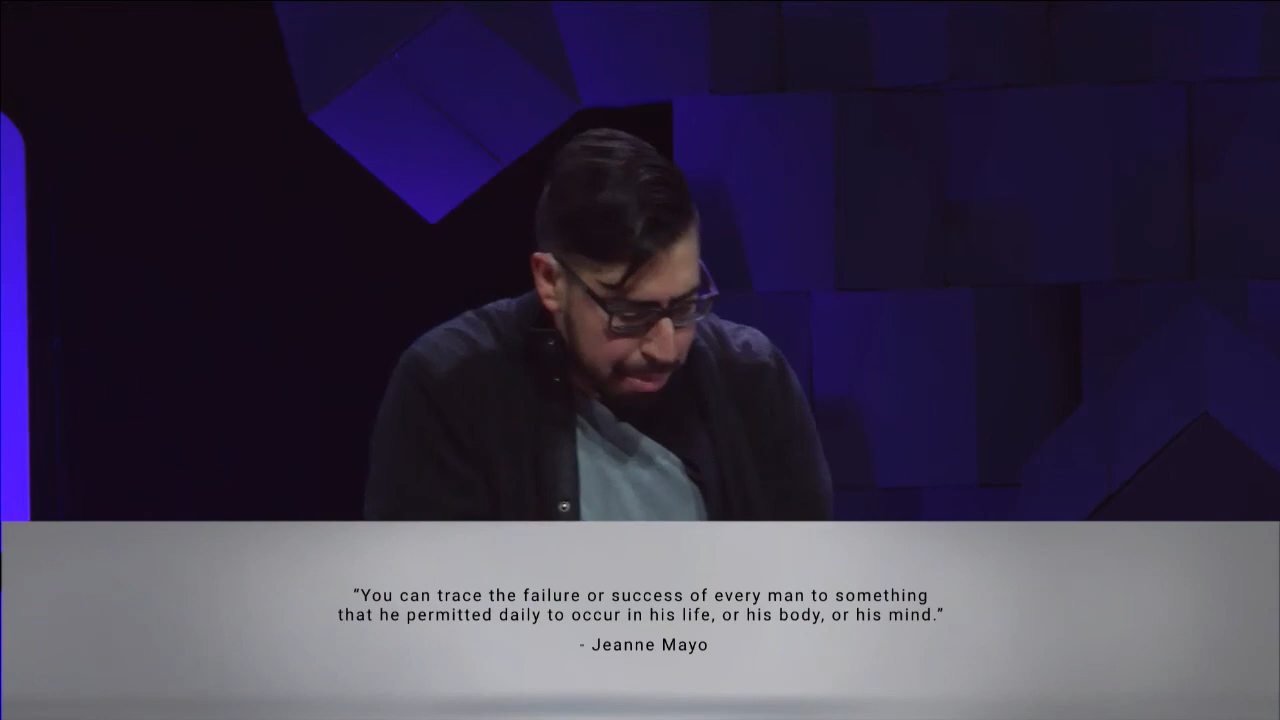 “You can trace the failure or success of every man to something
that he permitted daily to occur in his life, or his body, or his mind.”
- Jeanne Mayo